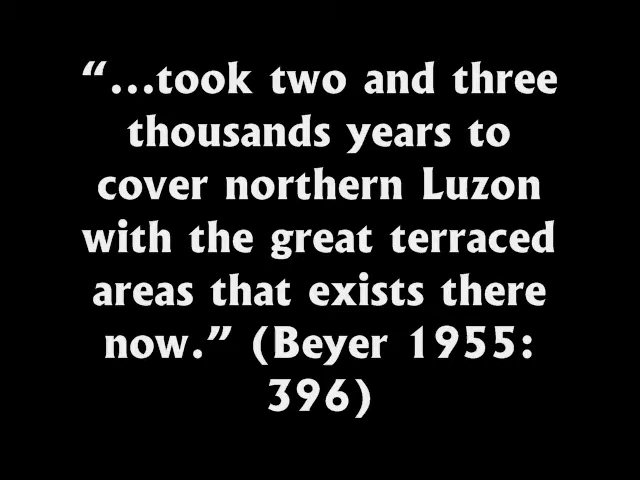 “...took two and three
thousands years to
cover northern Luzon
with the great terraced
areas that exists there
now.” (Beyer 1955:
396)